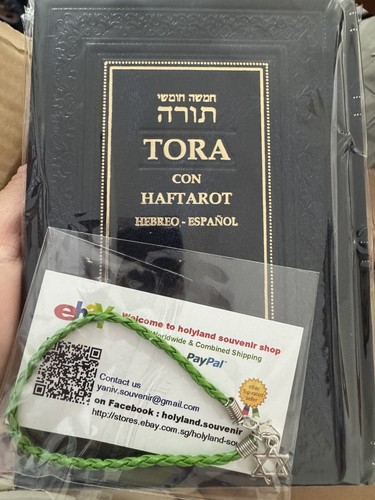 חמשה חומשי
תורה
TORA
CON
HAFTAROT
HEBREO - ESPAÑOL
ebay
Welcome to holyland souvenir shop
Worldwide & Combined Shipping
PayPal
Contact us
yaniv.souvenir@gmail.com
on Facebook : holyland.souvenir
http://stores.ebay.com.sg/holyland-sou